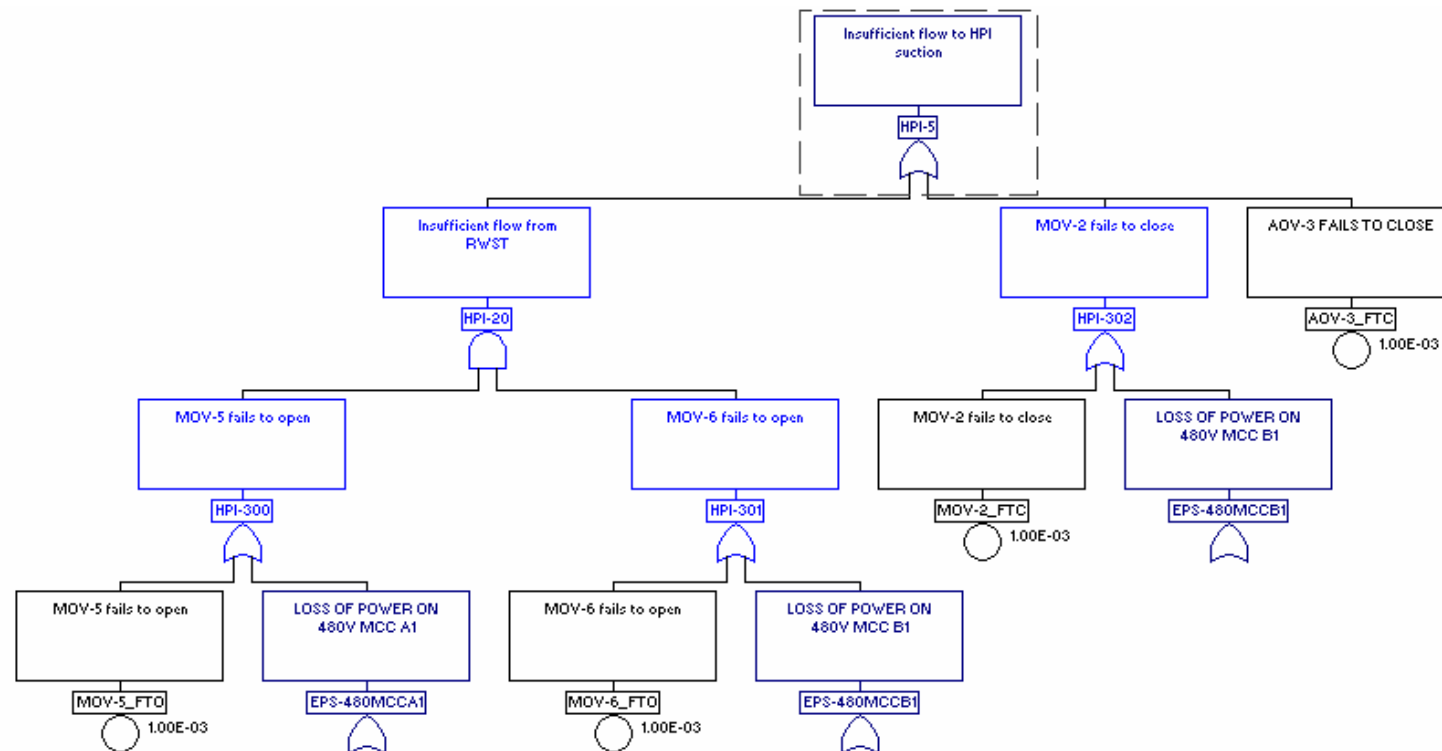 Insufficient flow to HPI
suction
HPI-5
Insufficient flow from
RWST
HPI-20
MOV-2 fails to close
HPI-302
AOV-3 FAILS TO CLOSE
AOV-3_FTC
1.00E-03
MOV-5 fails to open
HPI-300
MOV-6 fails to open
HPI-301
MOV-2 fails to close
MOV-2_FTC
1.00E-03
LOSS OF POWER ON
480V MCC B1
EPS-480MCCB1
MOV-5 fails to open
MOV-5_FTO
1.00E-03
LOSS OF POWER ON
480V MCC A1
EPS-480MCCA1
MOV-6 fails to open
MOV-6_FTO
1.00E-03
LOSS OF POWER ON
480V MCC B1
EPS-480MCCB1